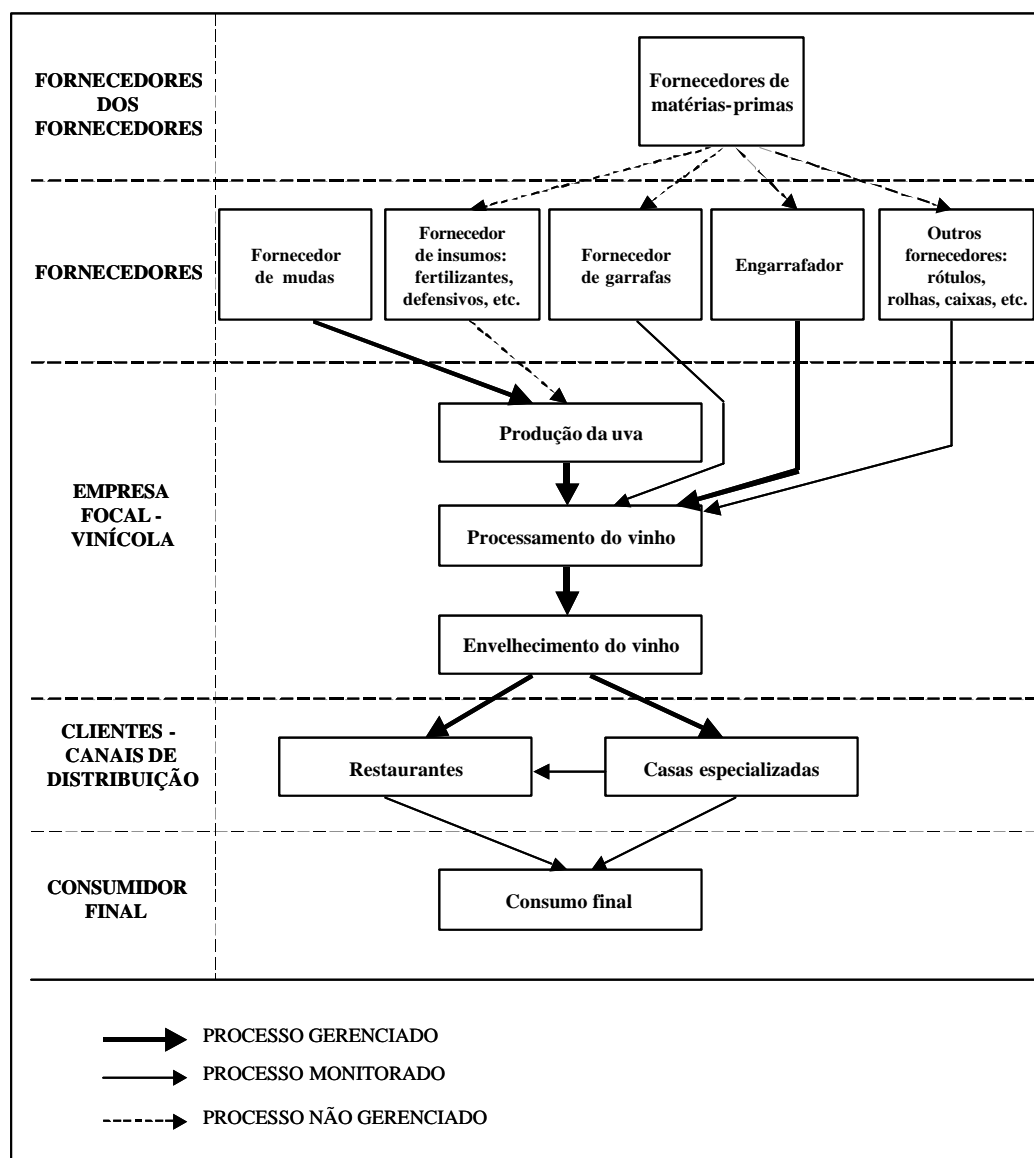 FORNECEDORES
DOS
FORNECEDORES
Fornecedores de
matérias-primas
FORNECEDORES
Fornecedor
de mudas
Fornecedor
de insumos:
fertilizantes,
defensivos, etc.
Fornecedor
de garrafas
Engarrafador
Outros
fornecedores:
rótulos,
rolhas, caixas, etc.
EMPRESA
FOCAL -
VINÍCOLA
Produção da uva
Processamento do vinho
Envelhecimento do vinho
CLIENTES -
CANAIS DE
DISTRIBUIÇÃO
Restaurantes
Casas especializadas
CONSUMIDOR
FINAL
Consumo final
PROCESSO GERENCIADO
PROCESSO MONITORADO
PROCESSO NÃO GERENCIADO